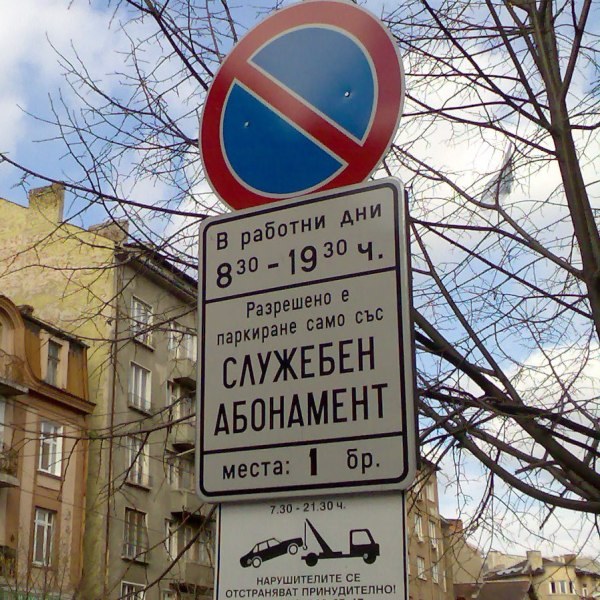 В работни дни
8³⁰ - 19³⁰ ч.
Разрешено е
паркиране само със
СЛУЖЕБЕН
АБОНАМЕНТ
места: 1 бр.
7.30 - 21.30 ч.
НАРУШИТЕЛИТЕ СЕ
ОТСТРАНЯВАТ ПРИНУДИТЕЛНО!